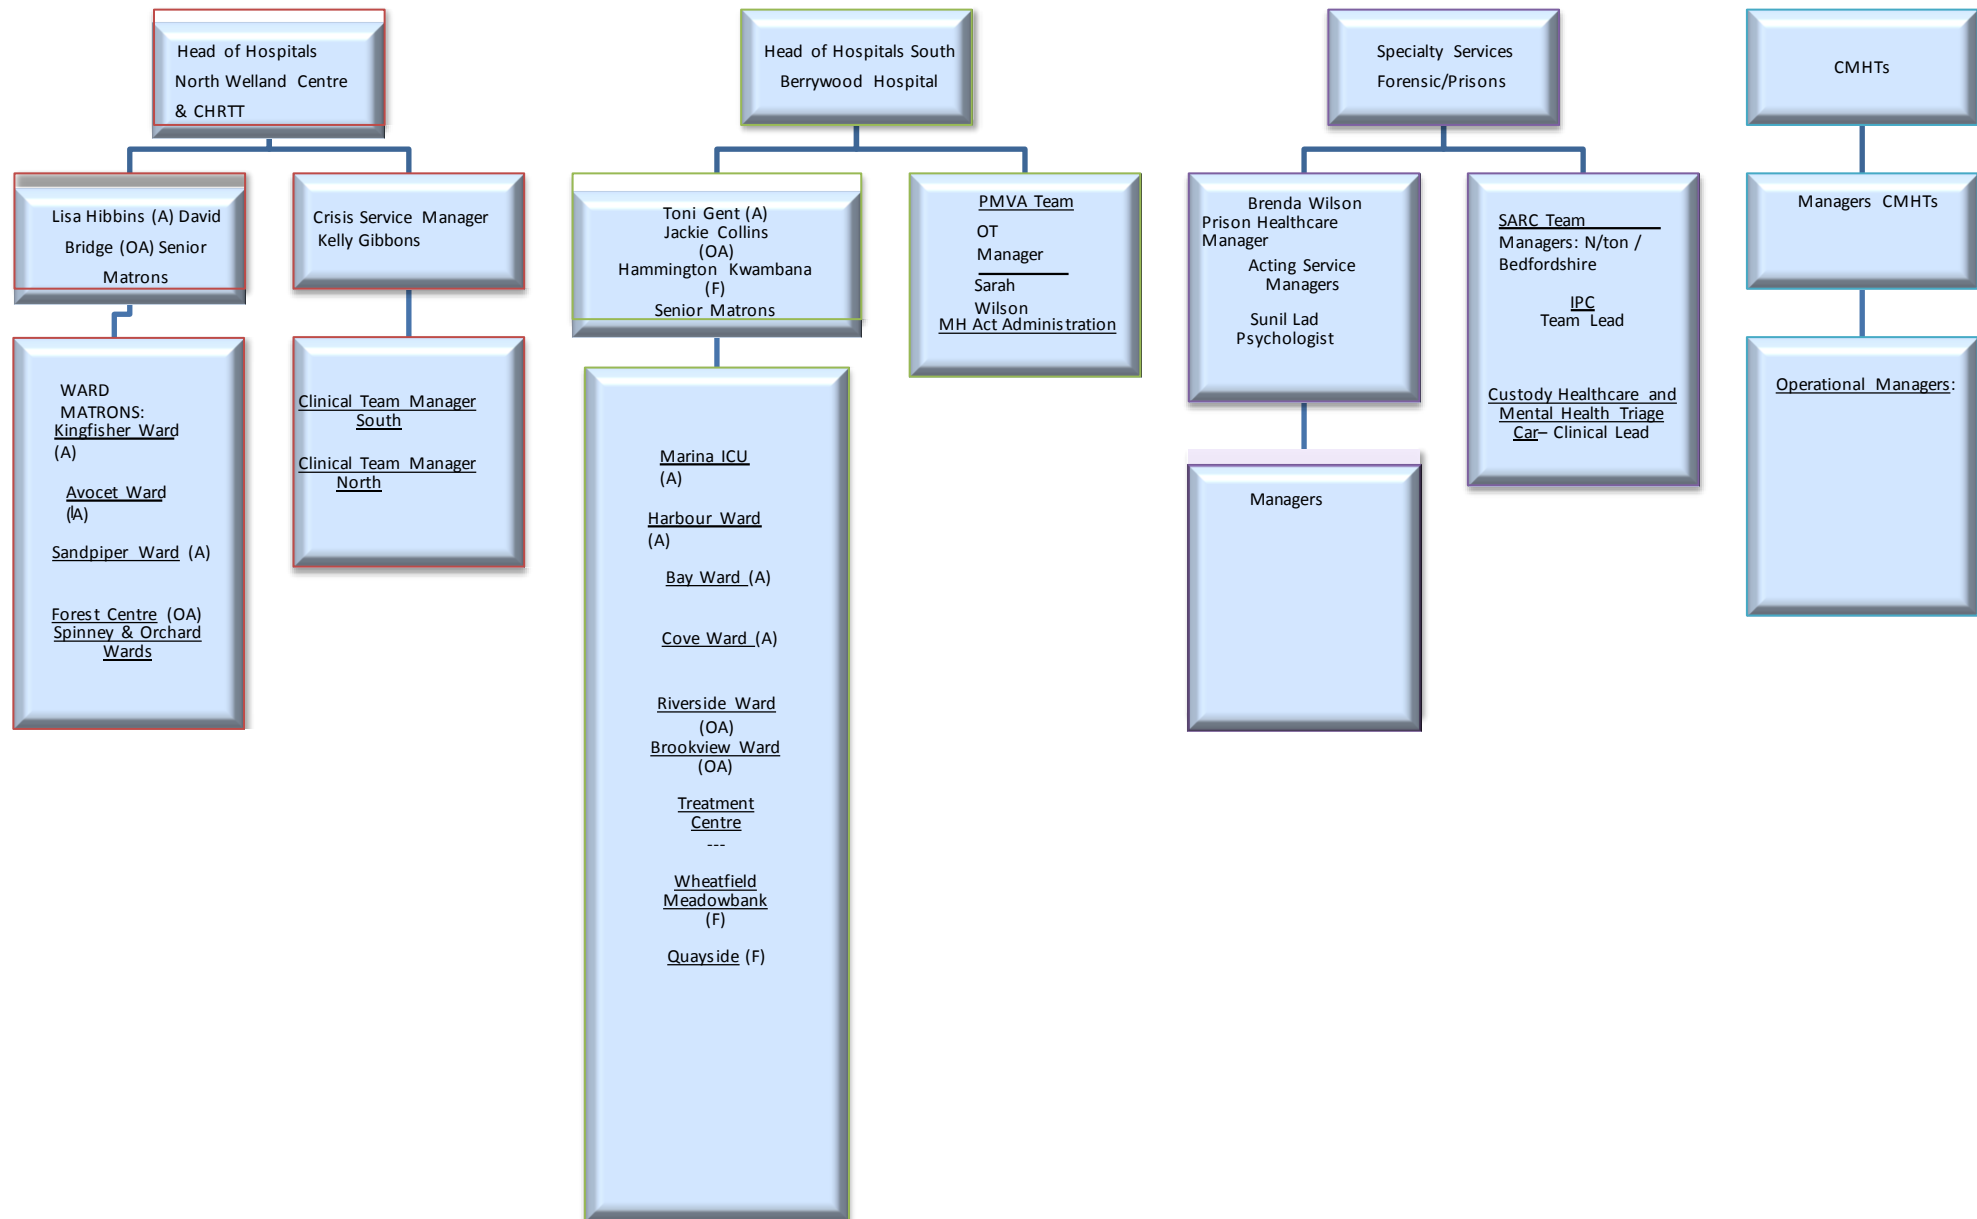 Head of Hospitals
North Welland Centre
& CHRTT
Head of Hospitals South
Berrywood Hospital
Specialty Services
Forensic/Prisons
CMHTs
Lisa Hibbins (A) David
Bridge (OA) Senior
Matrons
Crisis Service Manager
Kelly Gibbons
Toni Gent (A)
Jackie Collins
(OA)
Hammington Kwambana
(F)
Senior Matrons
PMVA Team
OT
Manager
Sarah
Wilson
MH Act Administration
Brenda Wilson
Prison Healthcare
Manager
Acting Service
Managers
Sunil Lad
Psychologist
SARC Team
Managers: N/ton /
Bedfordshire
IPC
Team Lead
Custody Healthcare and
Mental Health Triage
Car– Clinical Lead
Managers CMHTs
WARD
MATRONS:
Kingfisher Ward
(A)
Avocet Ward
(A)
Sandpiper Ward (A)
Forest Centre (OA)
Spinney & Orchard
Wards
Clinical Team Manager
South
Clinical Team Manager
North
Marina ICU
(A)
Harbour Ward
(A)
Bay Ward (A)
Cove Ward (A)
Riverside Ward
(OA)
Brookview Ward
(OA)
Treatment
Centre
---
Wheatfield
Meadowbank
(F)
Quayside (F)
Managers
Operational Managers: